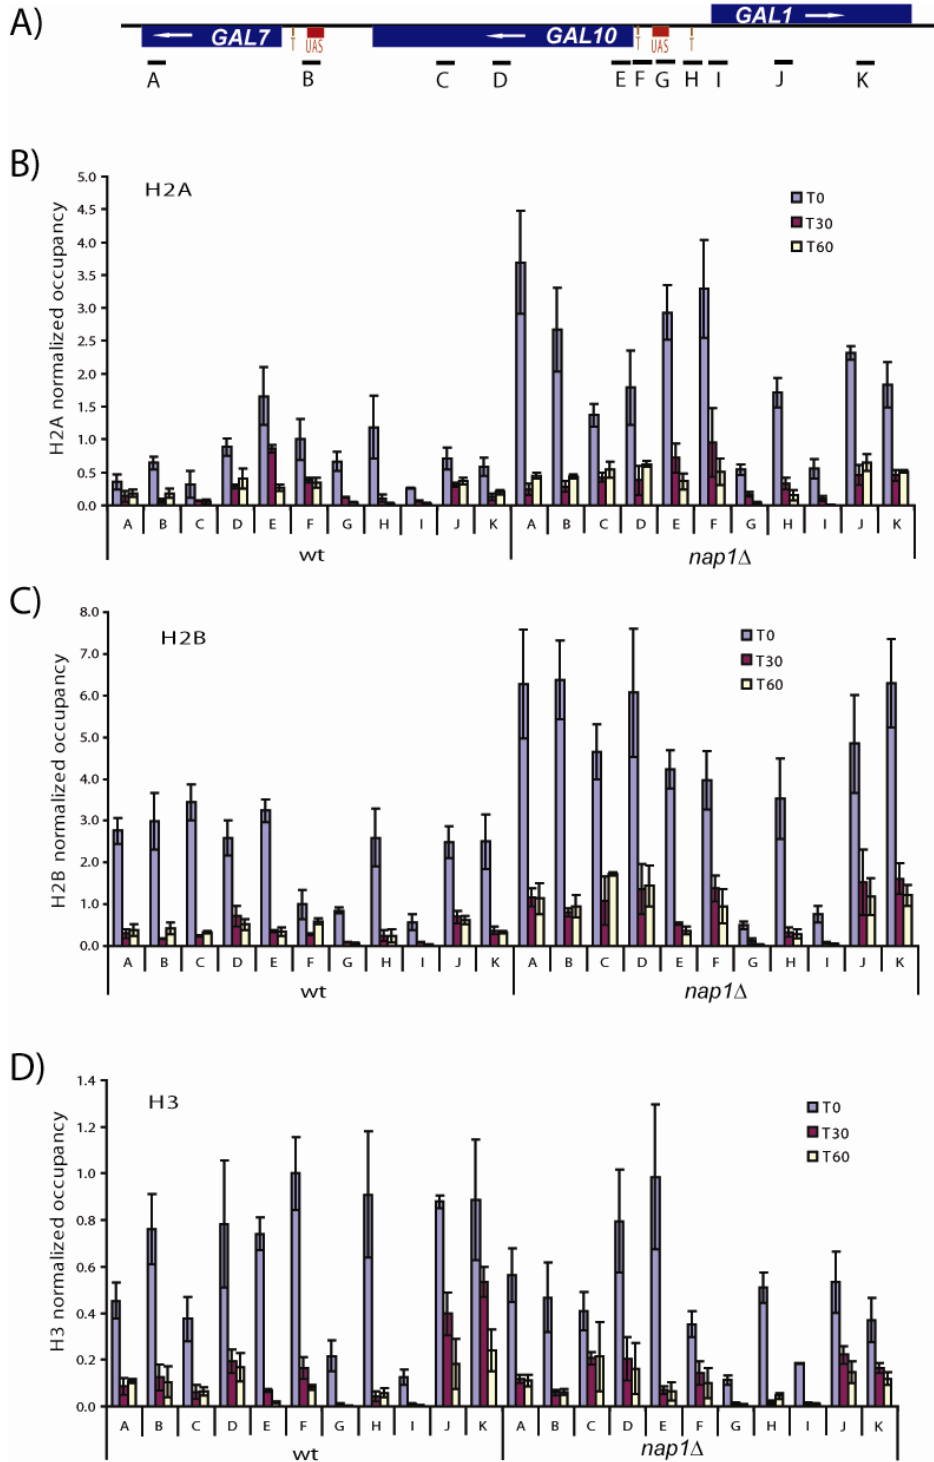 A)
GAL1
GAL7
GAL10
T
UAS
T
UAS
T
A B C D E F G H I J K
B)
H2A
H2A normalized occupancy
5.0
4.5
4.0
3.5
3.0
2.5
2.0
1.5
1.0
0.5
0.0
T0
T30
T60
A B C D E F G H I J K A B C D E F G H I J K
wt nap1Δ
C)
H2B
H2B normalized occupancy
8.0
7.0
6.0
5.0
4.0
3.0
2.0
1.0
0.0
T0
T30
T60
A B C D E F G H I J K A B C D E F G H I J K
wt nap1Δ
D)
H3
H3 normalized occupancy
1.4
1.2
1.0
0.8
0.6
0.4
0.2
0.0
T0
T30
T60
A B C D E F G H I J K A B C D E F G H I J K
wt nap1Δ